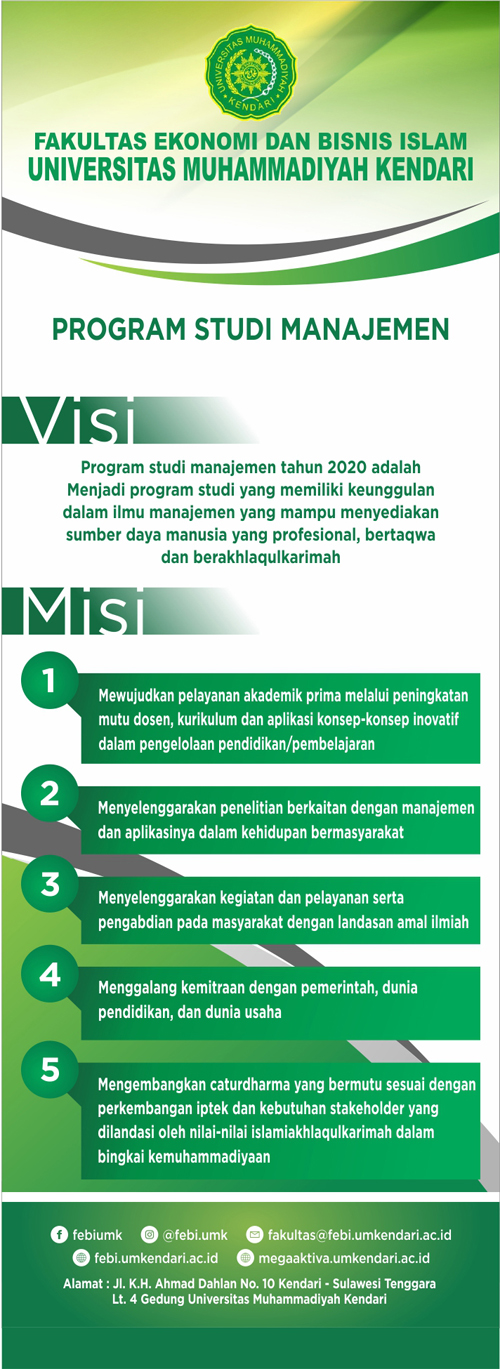 UNIVERSITAS MUHAMMADIYAH
KENDARI
FAKULTAS EKONOMI DAN BISNIS ISLAM
UNIVERSITAS MUHAMMADIYAH KENDARI
PROGRAM STUDI MANAJEMEN
Visi
Program studi manajemen tahun 2020 adalah
Menjadi program studi yang memiliki keunggulan
dalam ilmu manajemen yang mampu menyediakan
sumber daya manusia yang profesional, bertaqwa
dan berakhlaqulkarimah
Misi
1
Mewujudkan pelayanan akademik prima melalui peningkatan
mutu dosen, kurikulum dan aplikasi konsep-konsep inovatif
dalam pengelolaan pendidikan/pembelajaran
2
Menyelenggarakan penelitian berkaitan dengan manajemen
dan aplikasinya dalam kehidupan bermasyarakat
3
Menyelenggarakan kegiatan dan pelayanan serta
pengabdian pada masyarakat dengan landasan amal ilmiah
4
Menggalang kemitraan dengan pemerintah, dunia
pendidikan, dan dunia usaha
5
Mengembangkan caturdharma yang bermutu sesuai dengan
perkembangan iptek dan kebutuhan stakeholder yang
dilandasi oleh nilai-nilai islamiakhlaqulkarimah dalam
bingkai kemuhammadiyaan
febiumk @febi.umk fakultas@febi.umkendari.ac.id
febi.umkendari.ac.id megaaktiva.umkendari.ac.id
Alamat : Jl. K.H. Ahmad Dahlan No. 10 Kendari - Sulawesi Tenggara
Lt. 4 Gedung Universitas Muhammadiyah Kendari